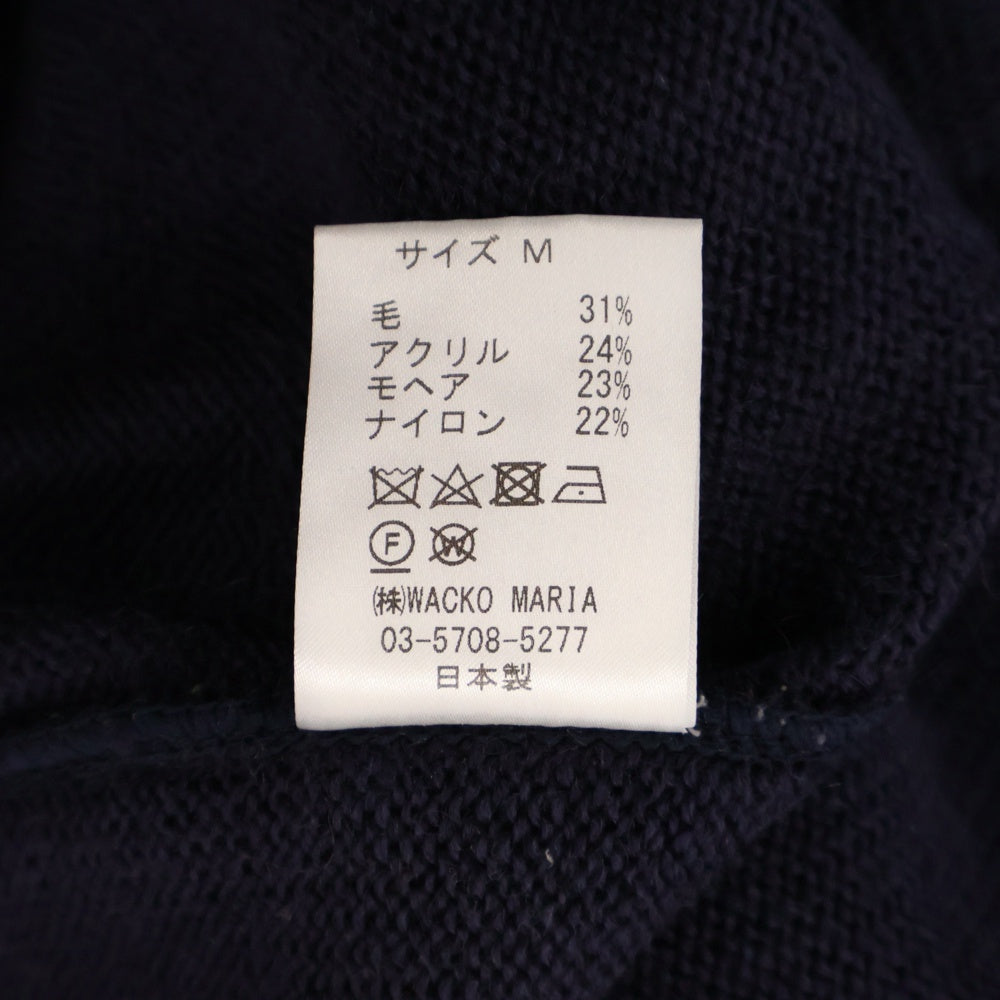 サイズ M
毛 31%
アクリル 24%
モヘア 23%
ナイロン 22%
F W
㈱WACKO MARIA
03-5708-5277
日本製